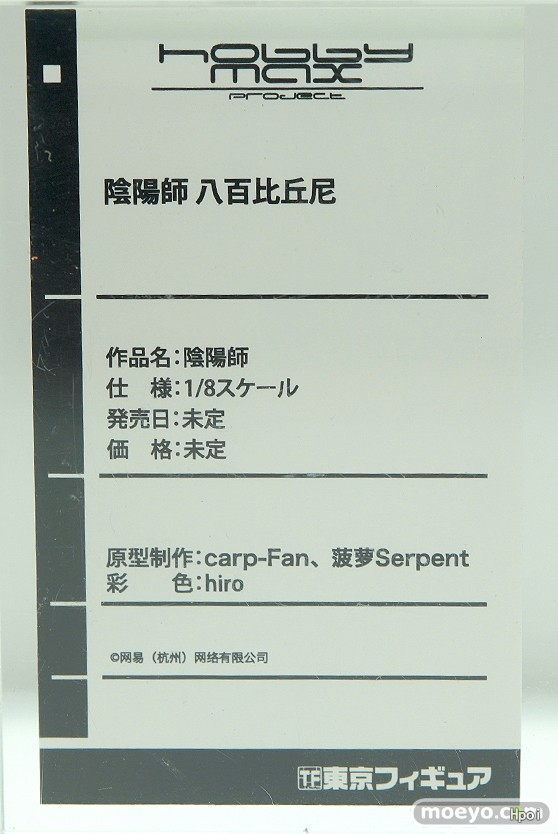 hobby
max
project
陰陽師 八百比丘尼
作品名:陰陽師
仕　様:1/8スケール
発売日:未定
価　格:未定
原型制作:carp-Fan、菠萝Serpent
彩　　色:hiro
©网易（杭州）网络有限公司
TF東京フィギュア
moeyo.com
Hpoi